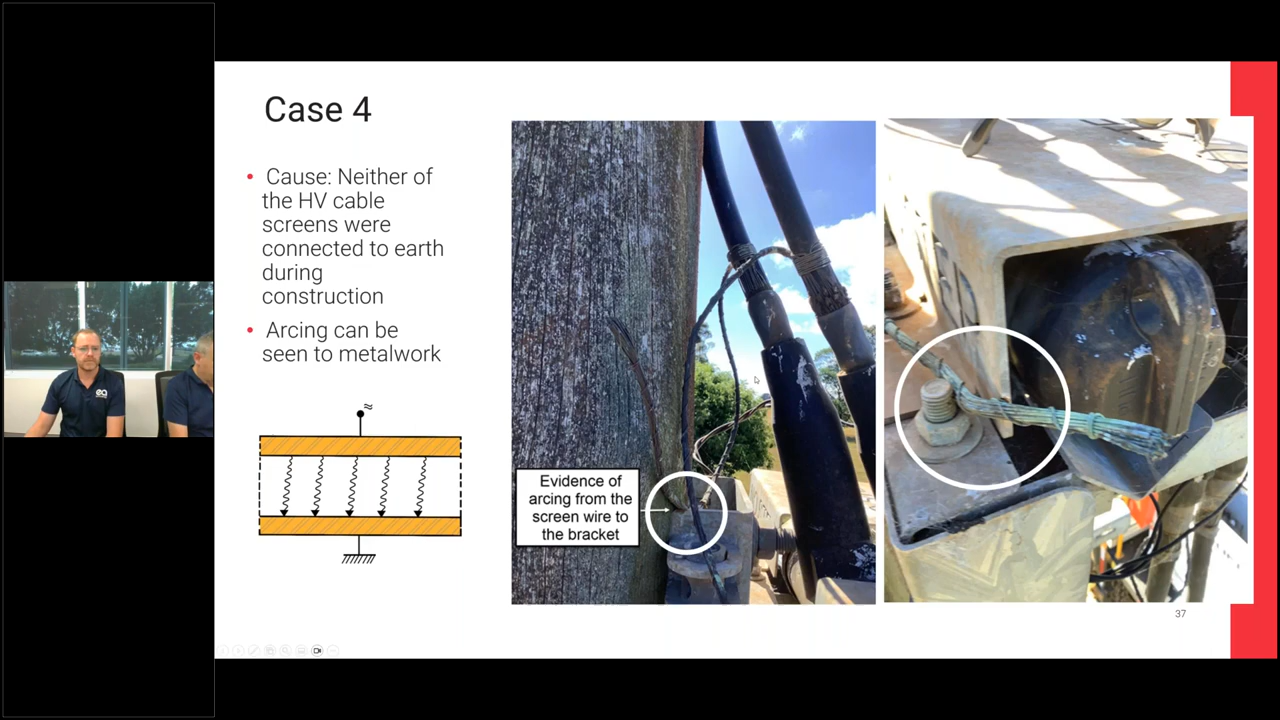 Case 4
• Cause: Neither of
the HV cable
screens were
connected to earth
during
construction
• Arcing can be
seen to metalwork
≈
Evidence of
arcing from the
screen wire to
the bracket
37